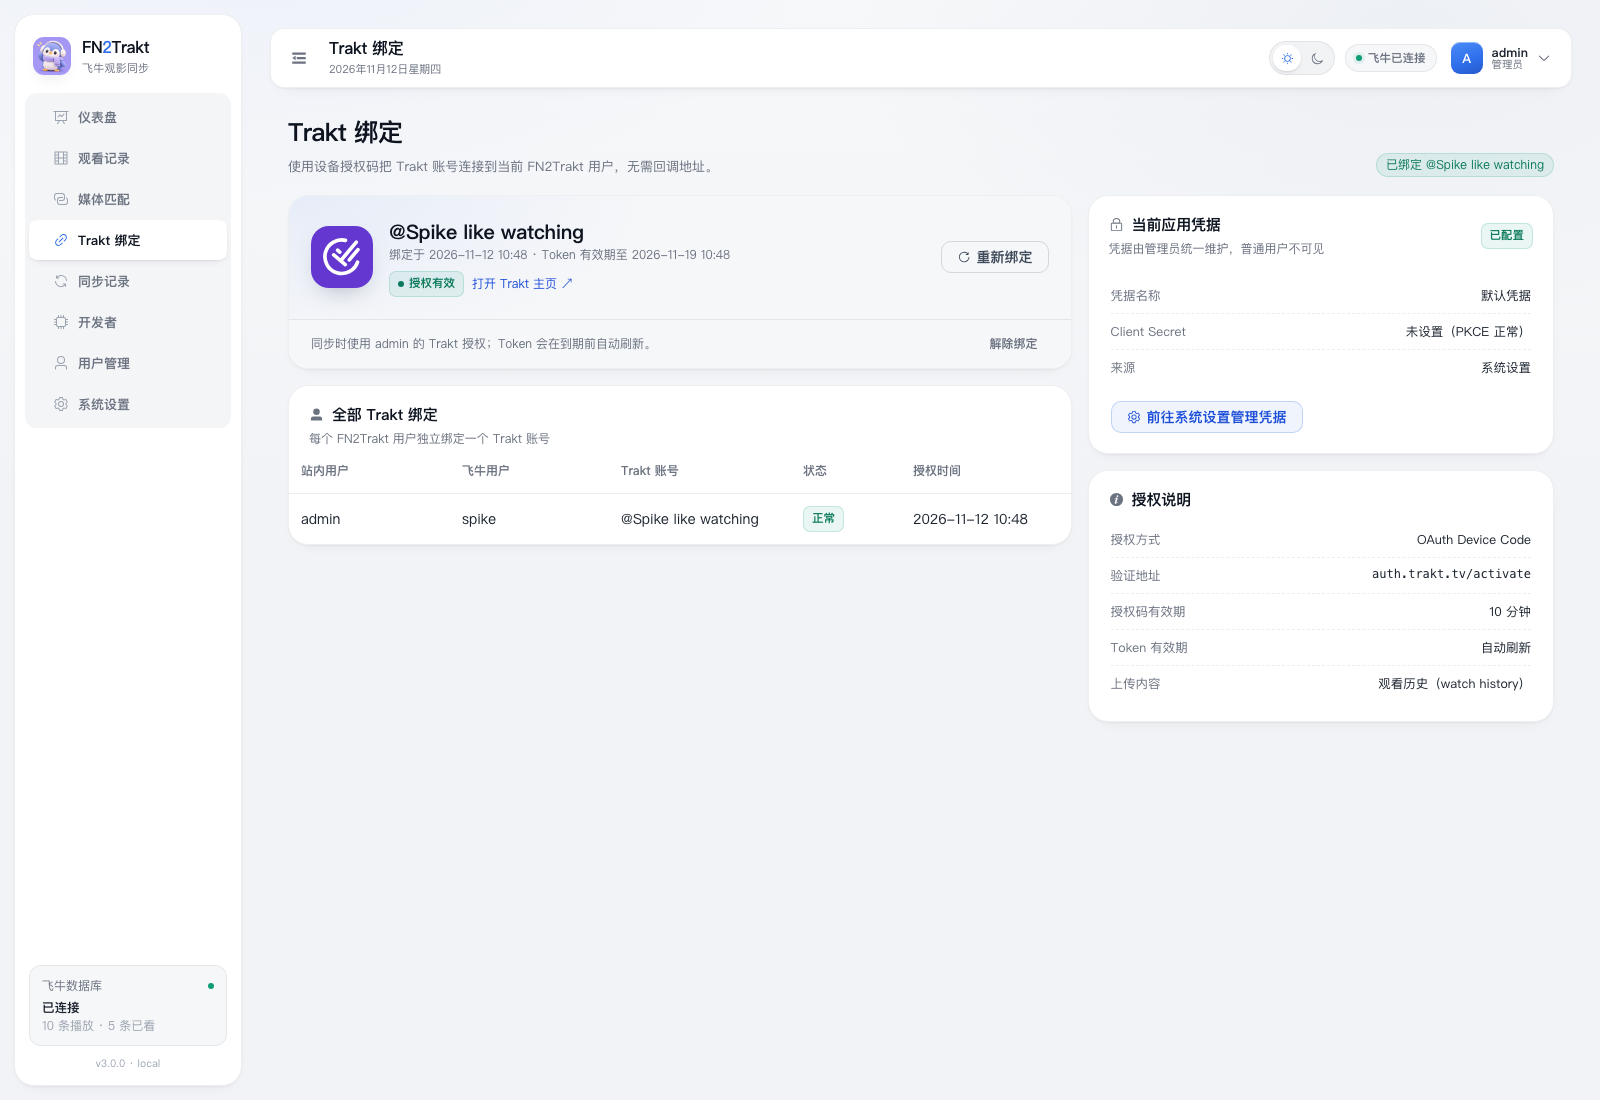 FN2Trakt
飞牛观影同步
仪表盘
观看记录
媒体匹配
Trakt 绑定
同步记录
开发者
用户管理
系统设置
飞牛数据库
已连接
10 条播放 · 5 条已看
v3.0.0 · local
Trakt 绑定
2026年11月12日星期四
飞牛已连接
A
admin
管理员
Trakt 绑定
使用设备授权码把 Trakt 账号连接到当前 FN2Trakt 用户，无需回调地址。
已绑定 @Spike like watching
@Spike like watching
绑定于 2026-11-12 10:48 · Token 有效期至 2026-11-19 10:48
授权有效 打开 Trakt 主页 ↗
重新绑定
同步时使用 admin 的 Trakt 授权；Token 会在到期前自动刷新。
解除绑定
全部 Trakt 绑定
每个 FN2Trakt 用户独立绑定一个 Trakt 账号
站内用户 飞牛用户 Trakt 账号 状态 授权时间
admin spike @Spike like watching 正常 2026-11-12 10:48
当前应用凭据
凭据由管理员统一维护，普通用户不可见
已配置
凭据名称 默认凭据
Client Secret 未设置（PKCE 正常）
来源 系统设置
前往系统设置管理凭据
授权说明
授权方式 OAuth Device Code
验证地址 auth.trakt.tv/activate
授权码有效期 10 分钟
Token 有效期 自动刷新
上传内容 观看历史（watch history）